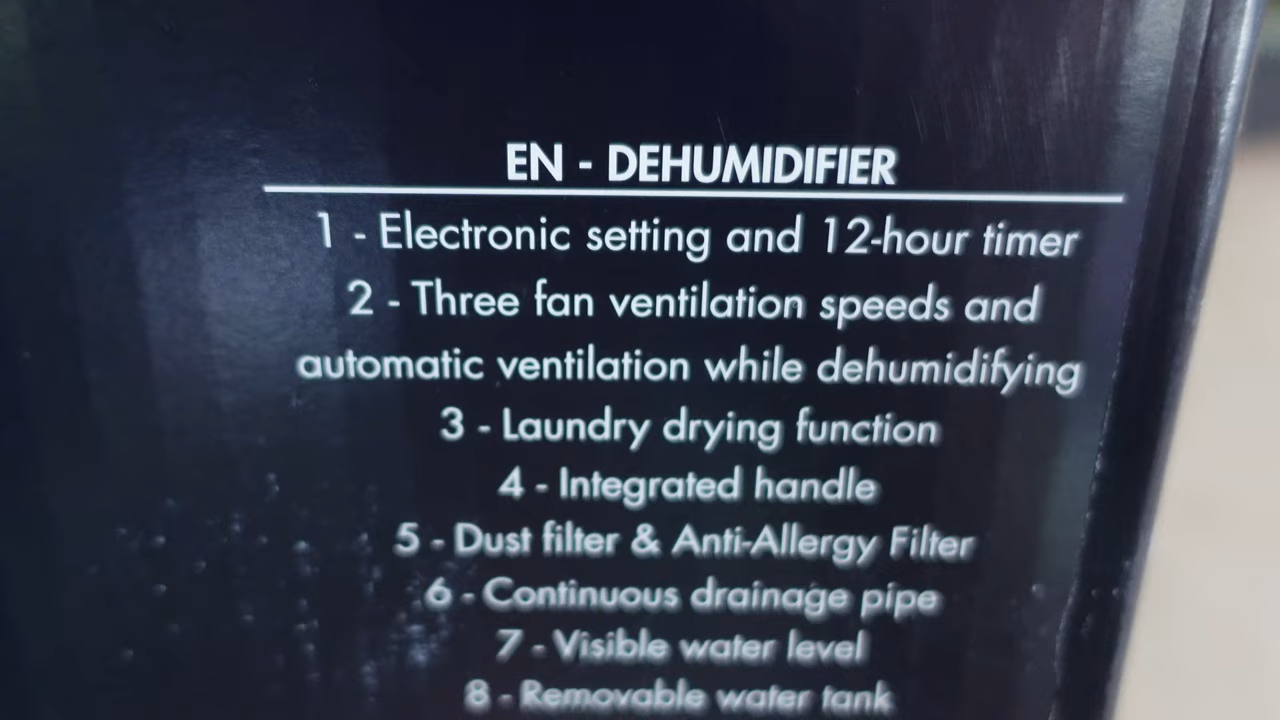 EN - DEHUMIDIFIER
1 - Electronic setting and 12-hour timer
2 - Three fan ventilation speeds and
automatic ventilation while dehumidifying
3 - Laundry drying function
4 - Integrated handle
5 - Dust filter & Anti-Allergy Filter
6 - Continuous drainage pipe
7 - Visible water level
8 - Removable water tank